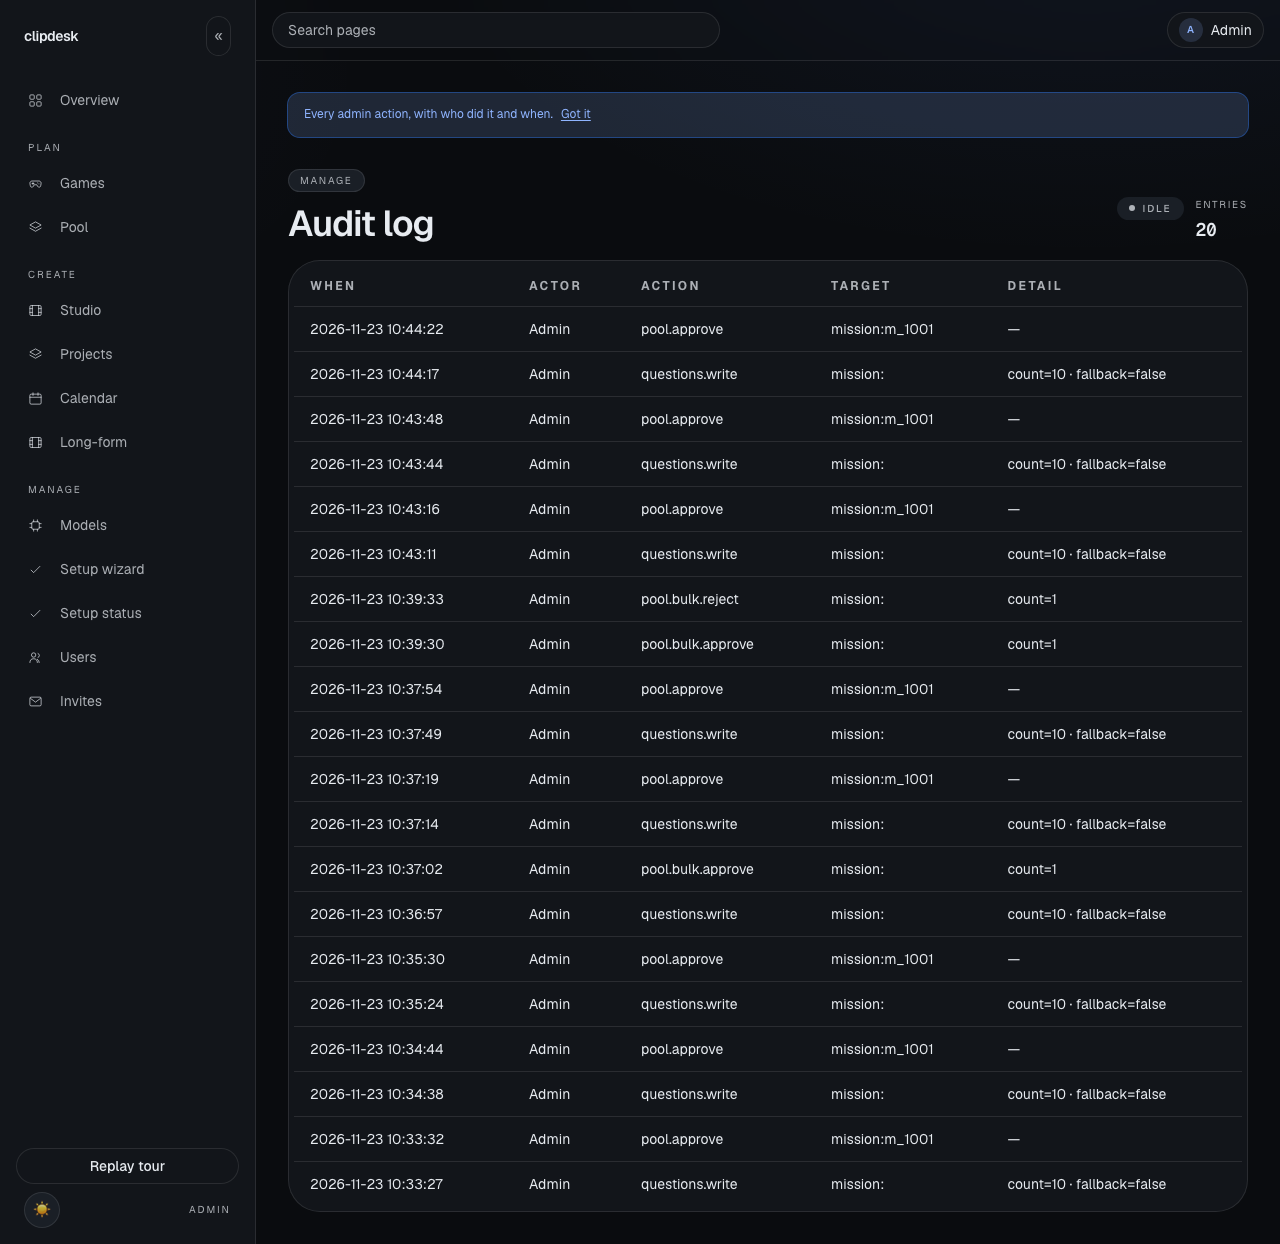 clipdesk
«
Overview
PLAN
Games
Pool
CREATE
Studio
Projects
Calendar
Long-form
MANAGE
Models
Setup wizard
Setup status
Users
Invites
Replay tour
ADMIN
Search pages
A Admin
Every admin action, with who did it and when. Got it
MANAGE
Audit log
IDLE
ENTRIES
20
WHEN ACTOR ACTION TARGET DETAIL
2026-11-23 10:44:22 Admin pool.approve mission:m_1001 —
2026-11-23 10:44:17 Admin questions.write mission: count=10 · fallback=false
2026-11-23 10:43:48 Admin pool.approve mission:m_1001 —
2026-11-23 10:43:44 Admin questions.write mission: count=10 · fallback=false
2026-11-23 10:43:16 Admin pool.approve mission:m_1001 —
2026-11-23 10:43:11 Admin questions.write mission: count=10 · fallback=false
2026-11-23 10:39:33 Admin pool.bulk.reject mission: count=1
2026-11-23 10:39:30 Admin pool.bulk.approve mission: count=1
2026-11-23 10:37:54 Admin pool.approve mission:m_1001 —
2026-11-23 10:37:49 Admin questions.write mission: count=10 · fallback=false
2026-11-23 10:37:19 Admin pool.approve mission:m_1001 —
2026-11-23 10:37:14 Admin questions.write mission: count=10 · fallback=false
2026-11-23 10:37:02 Admin pool.bulk.approve mission: count=1
2026-11-23 10:36:57 Admin questions.write mission: count=10 · fallback=false
2026-11-23 10:35:30 Admin pool.approve mission:m_1001 —
2026-11-23 10:35:24 Admin questions.write mission: count=10 · fallback=false
2026-11-23 10:34:44 Admin pool.approve mission:m_1001 —
2026-11-23 10:34:38 Admin questions.write mission: count=10 · fallback=false
2026-11-23 10:33:32 Admin pool.approve mission:m_1001 —
2026-11-23 10:33:27 Admin questions.write mission: count=10 · fallback=false